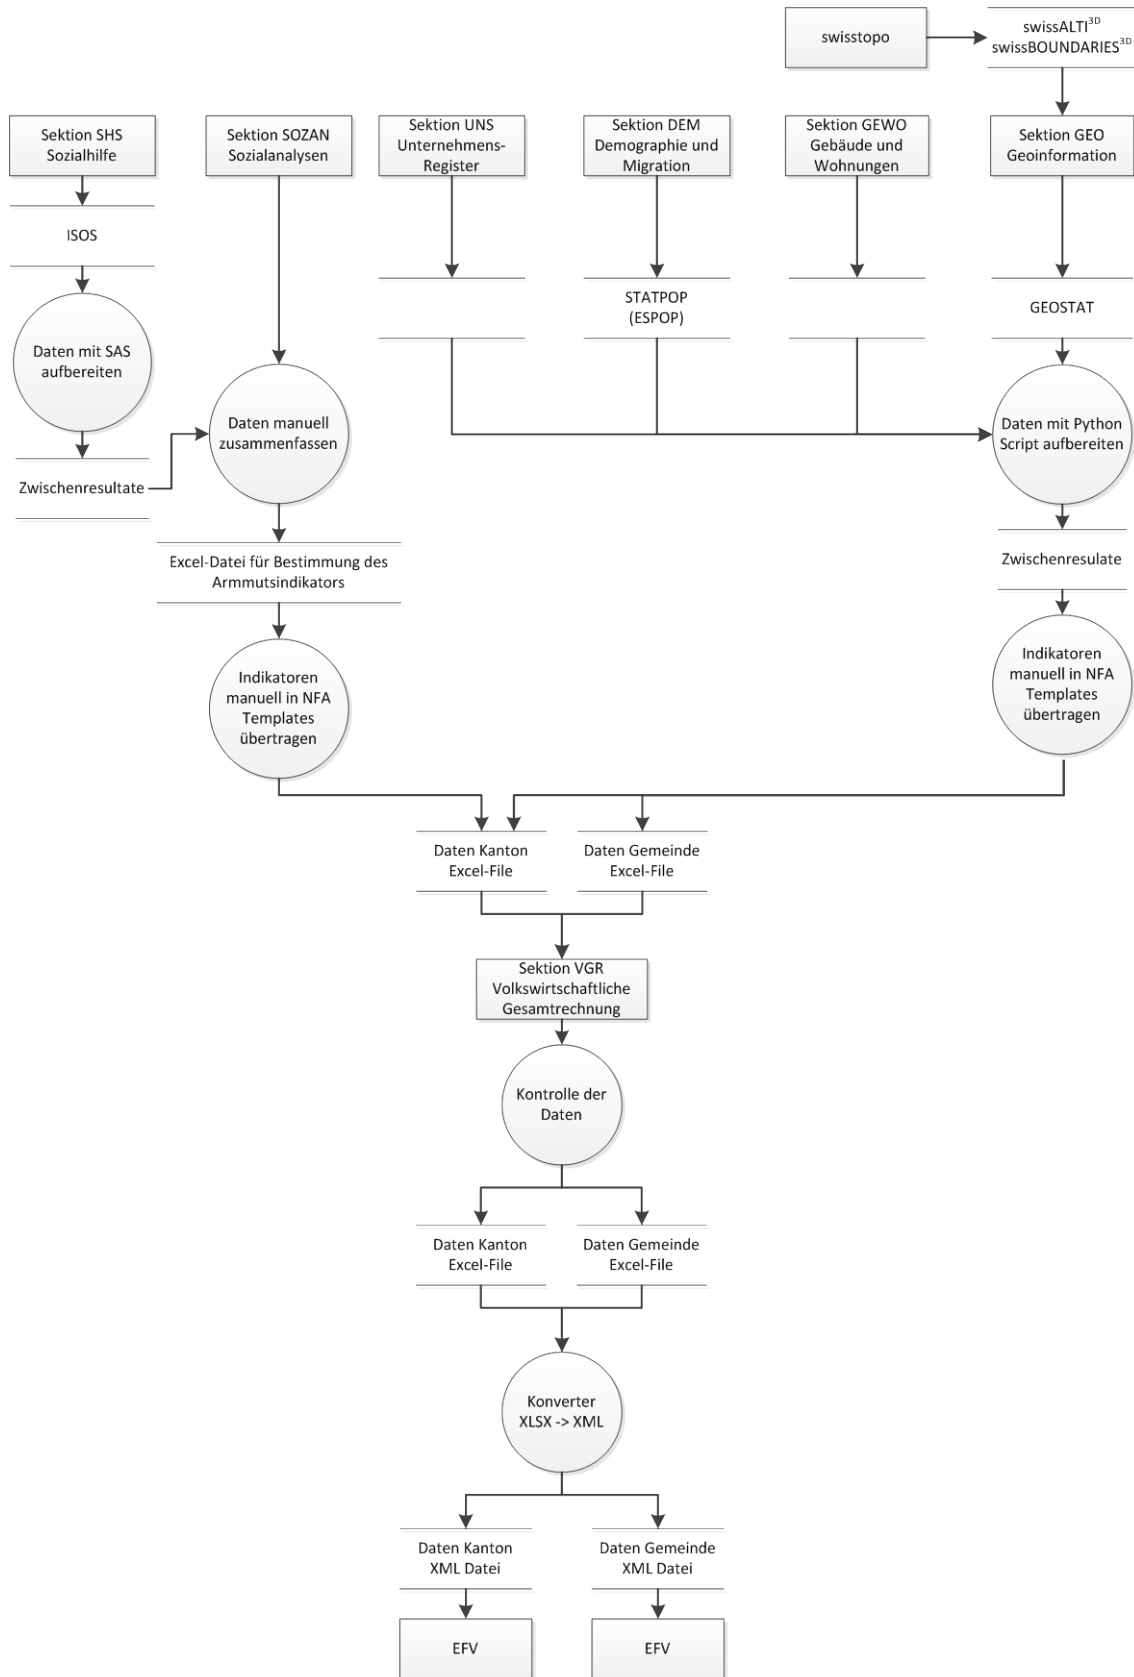 swisstopo
swissALTI3D
swissBOUNDARIES3D
Sektion SHS
Sozialhilfe
Sektion SOZAN
Sozialanalysen
Sektion UNS
Unternehmens-
Register
Sektion DEM
Demographie und
Migration
Sektion GEWO
Gebäude und
Wohnungen
Sektion GEO
Geoinformation
ISOS
STATPOP
(ESPOP)
GEOSTAT
Daten mit SAS
aufbereiten
Daten manuell
zusammenfassen
Daten mit Python
Script aufbereiten
Zwischenresultate
Excel-Datei für Bestimmung des
Armmutsindikators
Zwischenresulate
Indikatoren
manuell in NFA
Templates
übertragen
Indikatoren
manuell in NFA
Templates
übertragen
Daten Kanton
Excel-File
Daten Gemeinde
Excel-File
Sektion VGR
Volkswirtschaftliche
Gesamtrechnung
Kontrolle der
Daten
Daten Kanton
Excel-File
Daten Gemeinde
Excel-File
Konverter
XLSX -> XML
Daten Kanton
XML Datei
Daten Gemeinde
XML Datei
EFV
EFV